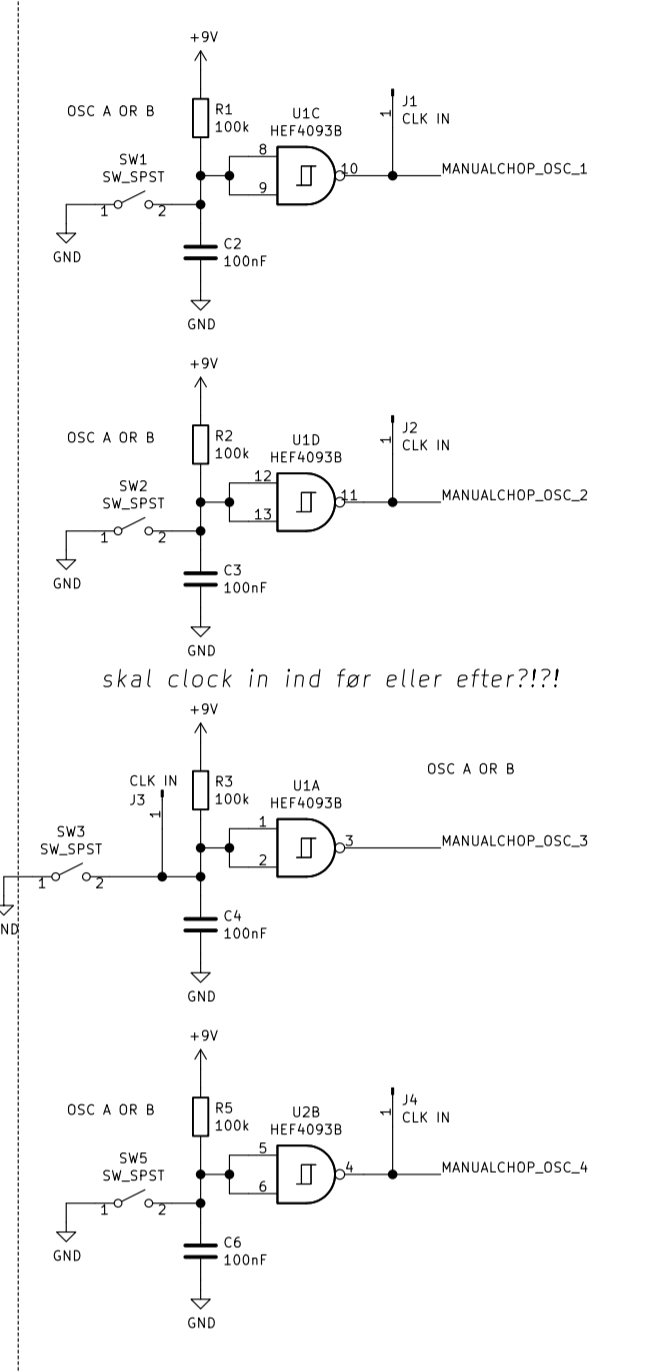 +9V
OSC A OR B
R1
100k
U1C
HEF4093B
J1
CLK IN
1
SW1
SW_SPST
1
2
8
9
10
MANUALCHOP_OSC_1
GND
C2
100nF
GND
+9V
OSC A OR B
R2
100k
U1D
HEF4093B
J2
CLK IN
1
SW2
SW_SPST
1
2
12
13
11
MANUALCHOP_OSC_2
GND
C3
100nF
GND
skal clock in ind før eller efter?!?!
+9V
OSC A OR B
CLK IN
J3
1
R3
100k
U1A
HEF4093B
SW3
SW_SPST
1
2
1
2
3
MANUALCHOP_OSC_3
ND
C4
100nF
GND
+9V
OSC A OR B
R5
100k
U2B
HEF4093B
J4
CLK IN
1
SW5
SW_SPST
1
2
5
6
4
MANUALCHOP_OSC_4
GND
C6
100nF
GND